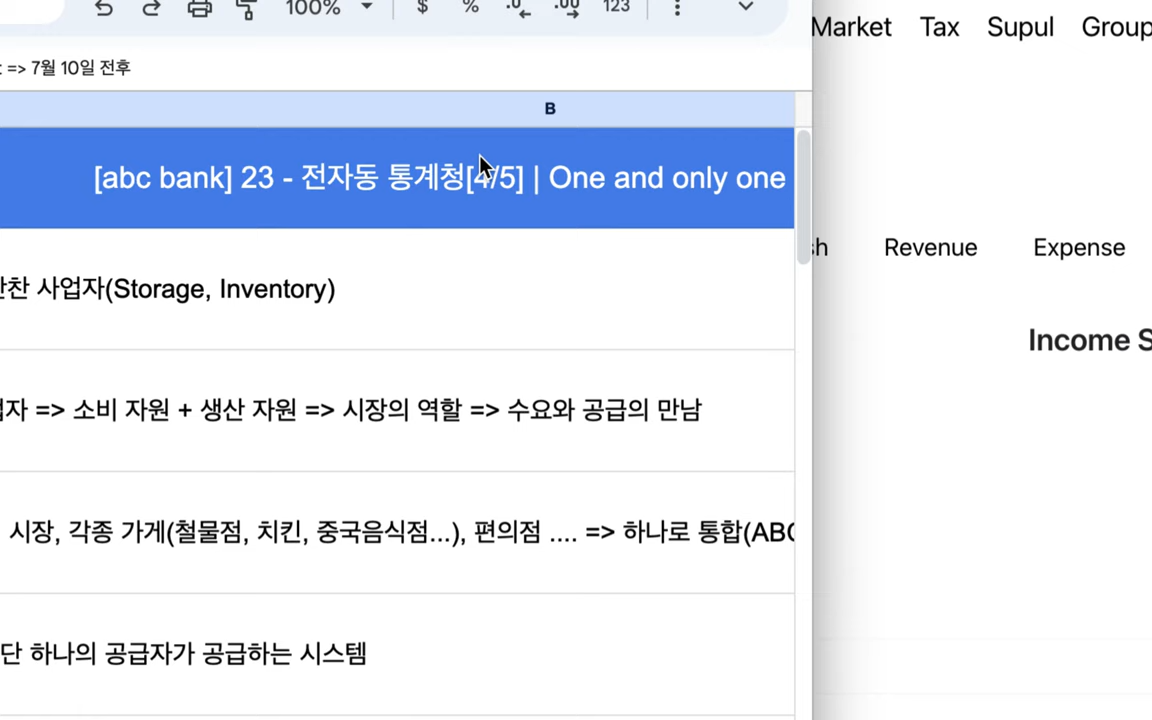 100% $ % .0 .00 123
Market Tax Supul Group
=> 7월 10일 전후
B
[abc bank] 23 - 전자동 통계청[4/5] | One and only one
Revenue Expense
사업자(Storage, Inventory)
Income S
=> 소비 자원 + 생산 자원 => 시장의 역할 => 수요와 공급의 만남
시장, 각종 가게(철물점, 치킨, 중국음식점...), 편의점 .... => 하나로 통합(ABC
단 하나의 공급자가 공급하는 시스템